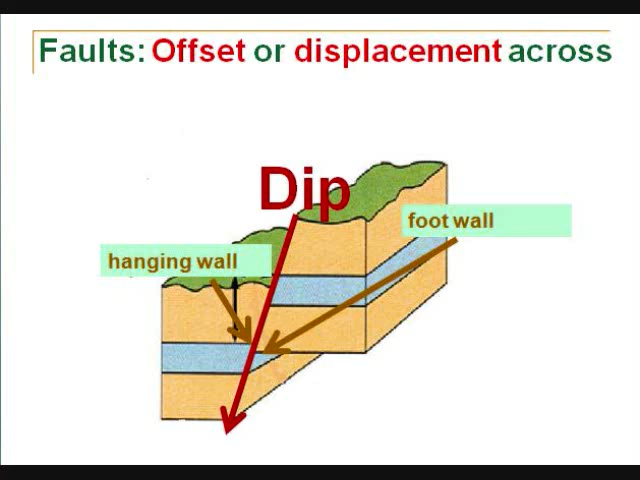 Faults: Offset or displacement across
Dip
foot wall
hanging wall